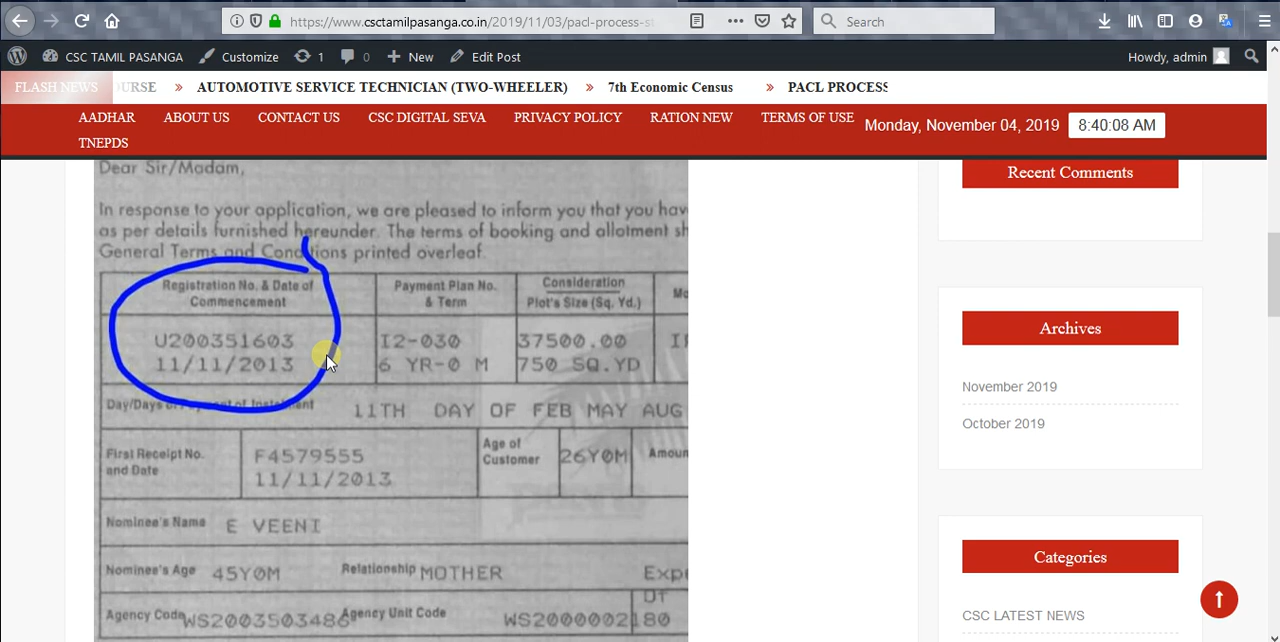 https://www.csctamilpasanga.co.in/2019/11/03/pacl-process-st
Search
CSC TAMIL PASANGA Customize 1 0 New Edit Post Howdy, admin
FLASH NEWS URSE » AUTOMOTIVE SERVICE TECHNICIAN (TWO-WHEELER) » 7th Economic Census » PACL PROCESS
AADHAR ABOUT US CONTACT US CSC DIGITAL SEVA PRIVACY POLICY RATION NEW TERMS OF USE
TNEPDS
Monday, November 04, 2019 8:40:08 AM
Dear Sir/Madam,
In response to your application, we are pleased to inform you that you hav
as per details furnished hereunder. The terms of booking and allotment sh
General Terms and Conditions printed overleaf.
Registration No. & Date of Commencement
Payment Plan No. & Term
Consideration
Plot's Size (Sq. Yd.)
Mo
U200351603 I2-030 37500.00
11/11/2013 6 YR-0 M 750 SQ.YD
Day/Days of Payment of Instalment 11TH DAY OF FEB MAY AUG
First Receipt No. and Date
F4579555
11/11/2013
Age of Customer 26Y0M Amoun
Nominee's Name E VEENI
Nominee's Age 45Y0M Relationship MOTHER Exp
Agency Code WS2003503486 Agency Unit Code WS2000002180
Recent Comments
Archives
November 2019
October 2019
Categories
CSC LATEST NEWS